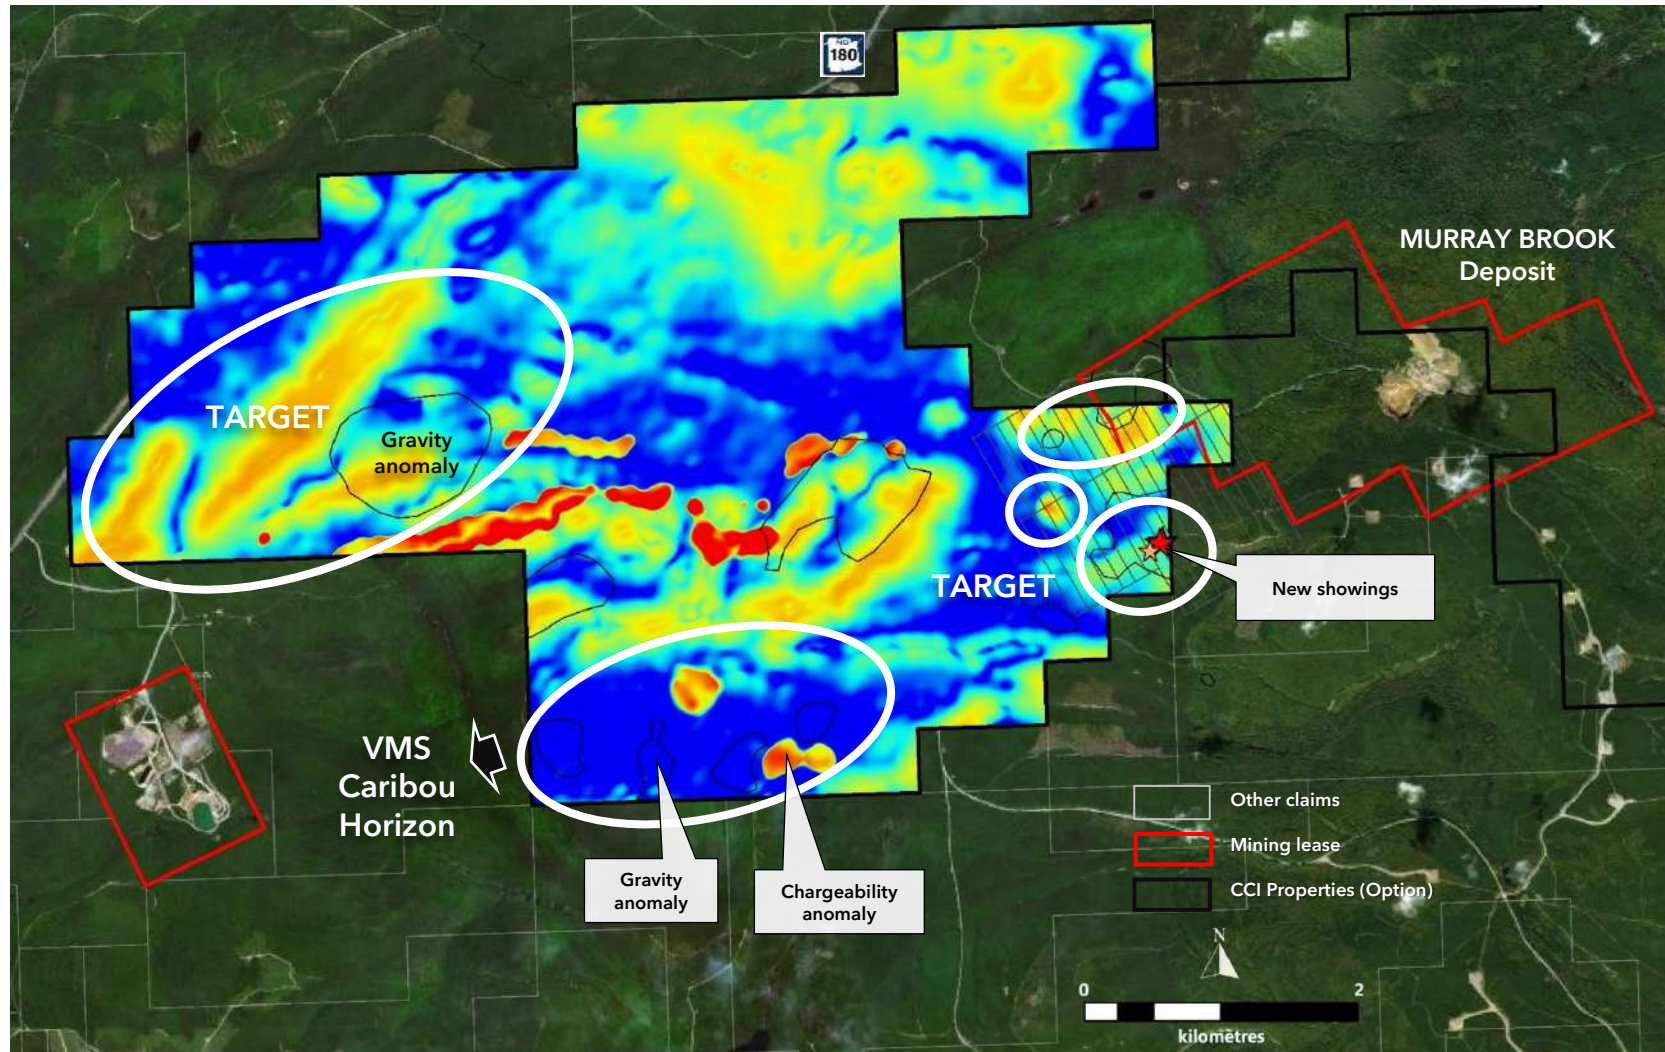 180
MURRAY BROOK
Deposit
TARGET
Gravity
anomaly
TARGET
New showings
VMS
Caribou
Horizon
Gravity
anomaly
Chargeability
anomaly
Other claims
Mining lease
CCI Properties (Option)
N
0 2
kilomètres